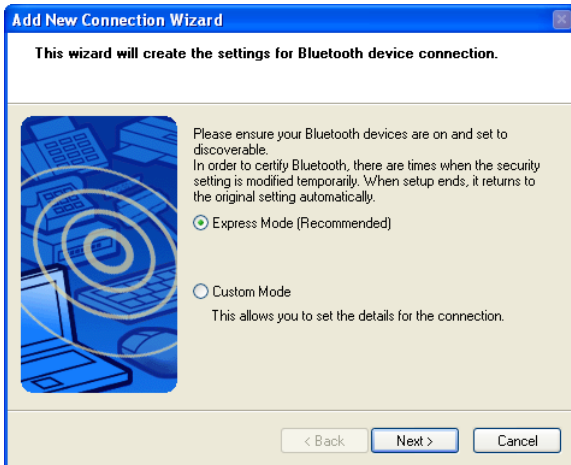 Add New Connection Wizard
This wizard will create the settings for Bluetooth device connection.
Please ensure your Bluetooth devices are on and set to
discoverable.
In order to certify Bluetooth, there are times when the security
setting is modified temporarily. When setup ends, it returns to
the original setting automatically.
Express Mode (Recommended)
Custom Mode
This allows you to set the details for the connection.
< Back
Next >
Cancel